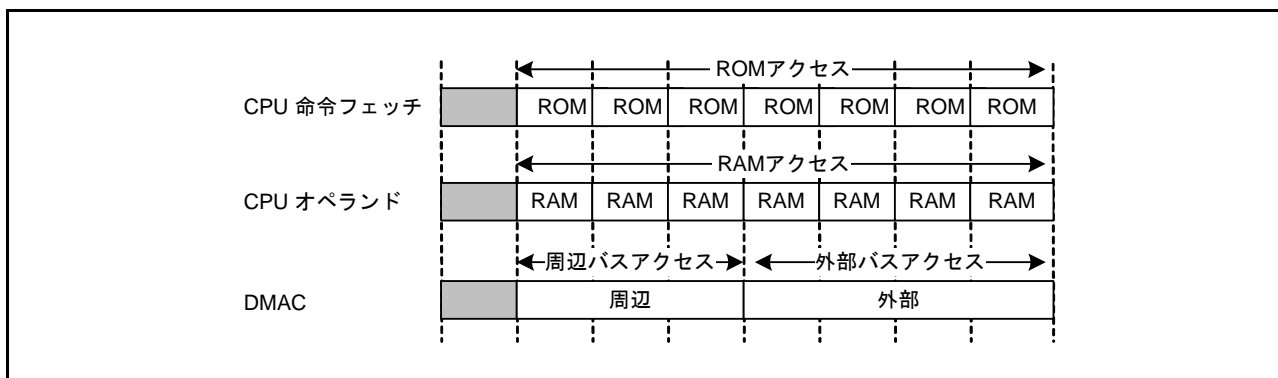 ROMアクセス
CPU 命令フェッチ ROM ROM ROM ROM ROM ROM ROM
RAMアクセス
CPU オペランド RAM RAM RAM RAM RAM RAM RAM
周辺バスアクセス 外部バスアクセス
DMAC 周辺 外部